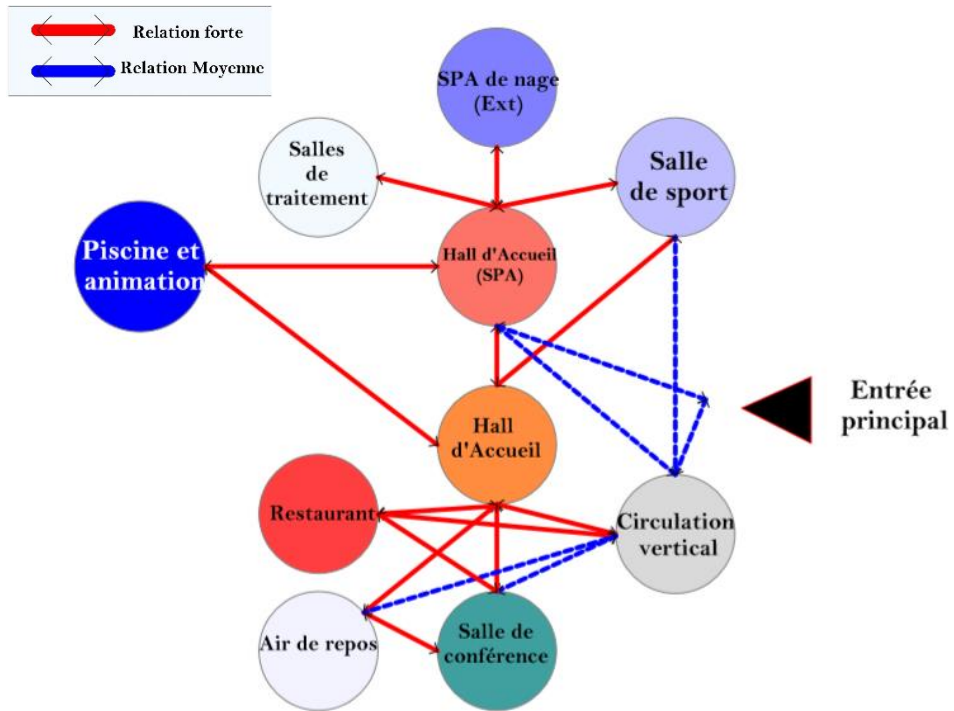 Relation forte
Relation Moyenne
SPA de nage
(Ext)
Salles
de
traitement
Salle
de sport
Piscine et
animation
Hall d'Accueil
(SPA)
Entrée
principal
Hall
d'Accueil
Restaurant
Circulation
vertical
Air de repos
Salle de
conférence